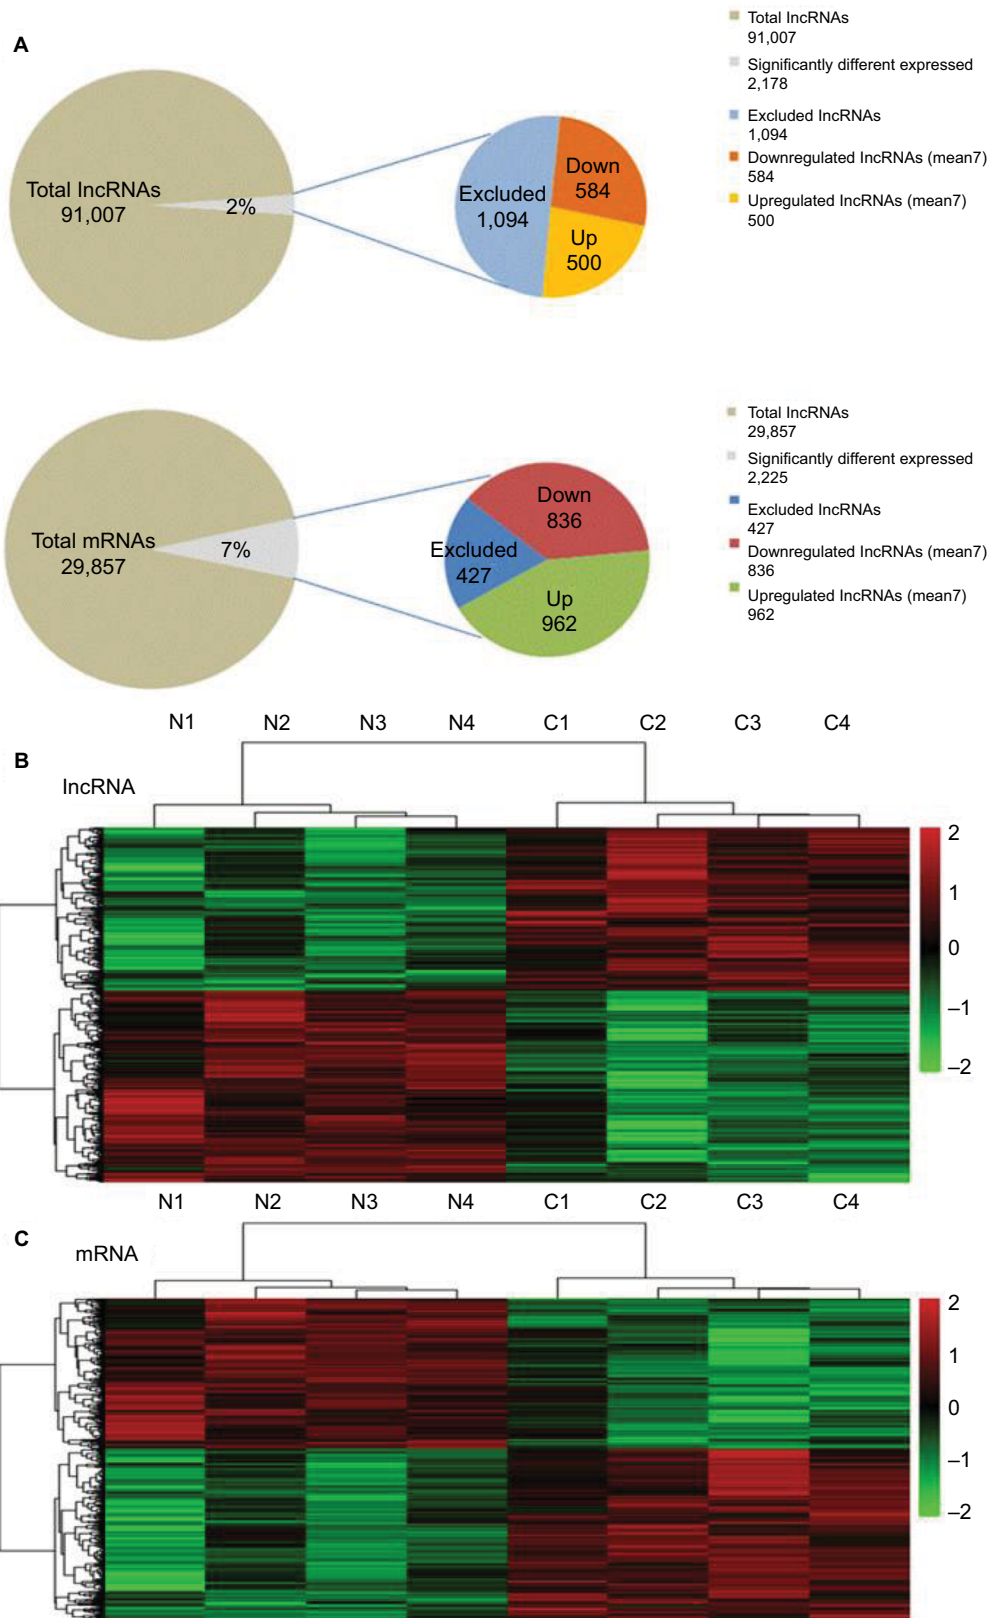 A
Total lncRNAs
91,007
2%
Excluded
1,094
Down
584
Up
500
Total lncRNAs
91,007
Significantly different expressed
2,178
Excluded lncRNAs
1,094
Downregulated lncRNAs (mean7)
584
Upregulated lncRNAs (mean7)
500
Total mRNAs
29,857
7%
Down
836
Excluded
427
Up
962
Total lncRNAs
29,857
Significantly different expressed
2,225
Excluded lncRNAs
427
Downregulated lncRNAs (mean7)
836
Upregulated lncRNAs (mean7)
962
N1 N2 N3 N4 C1 C2 C3 C4
B
lncRNA
2
1
0
–1
–2
N1 N2 N3 N4 C1 C2 C3 C4
C
mRNA
2
1
0
–1
–2